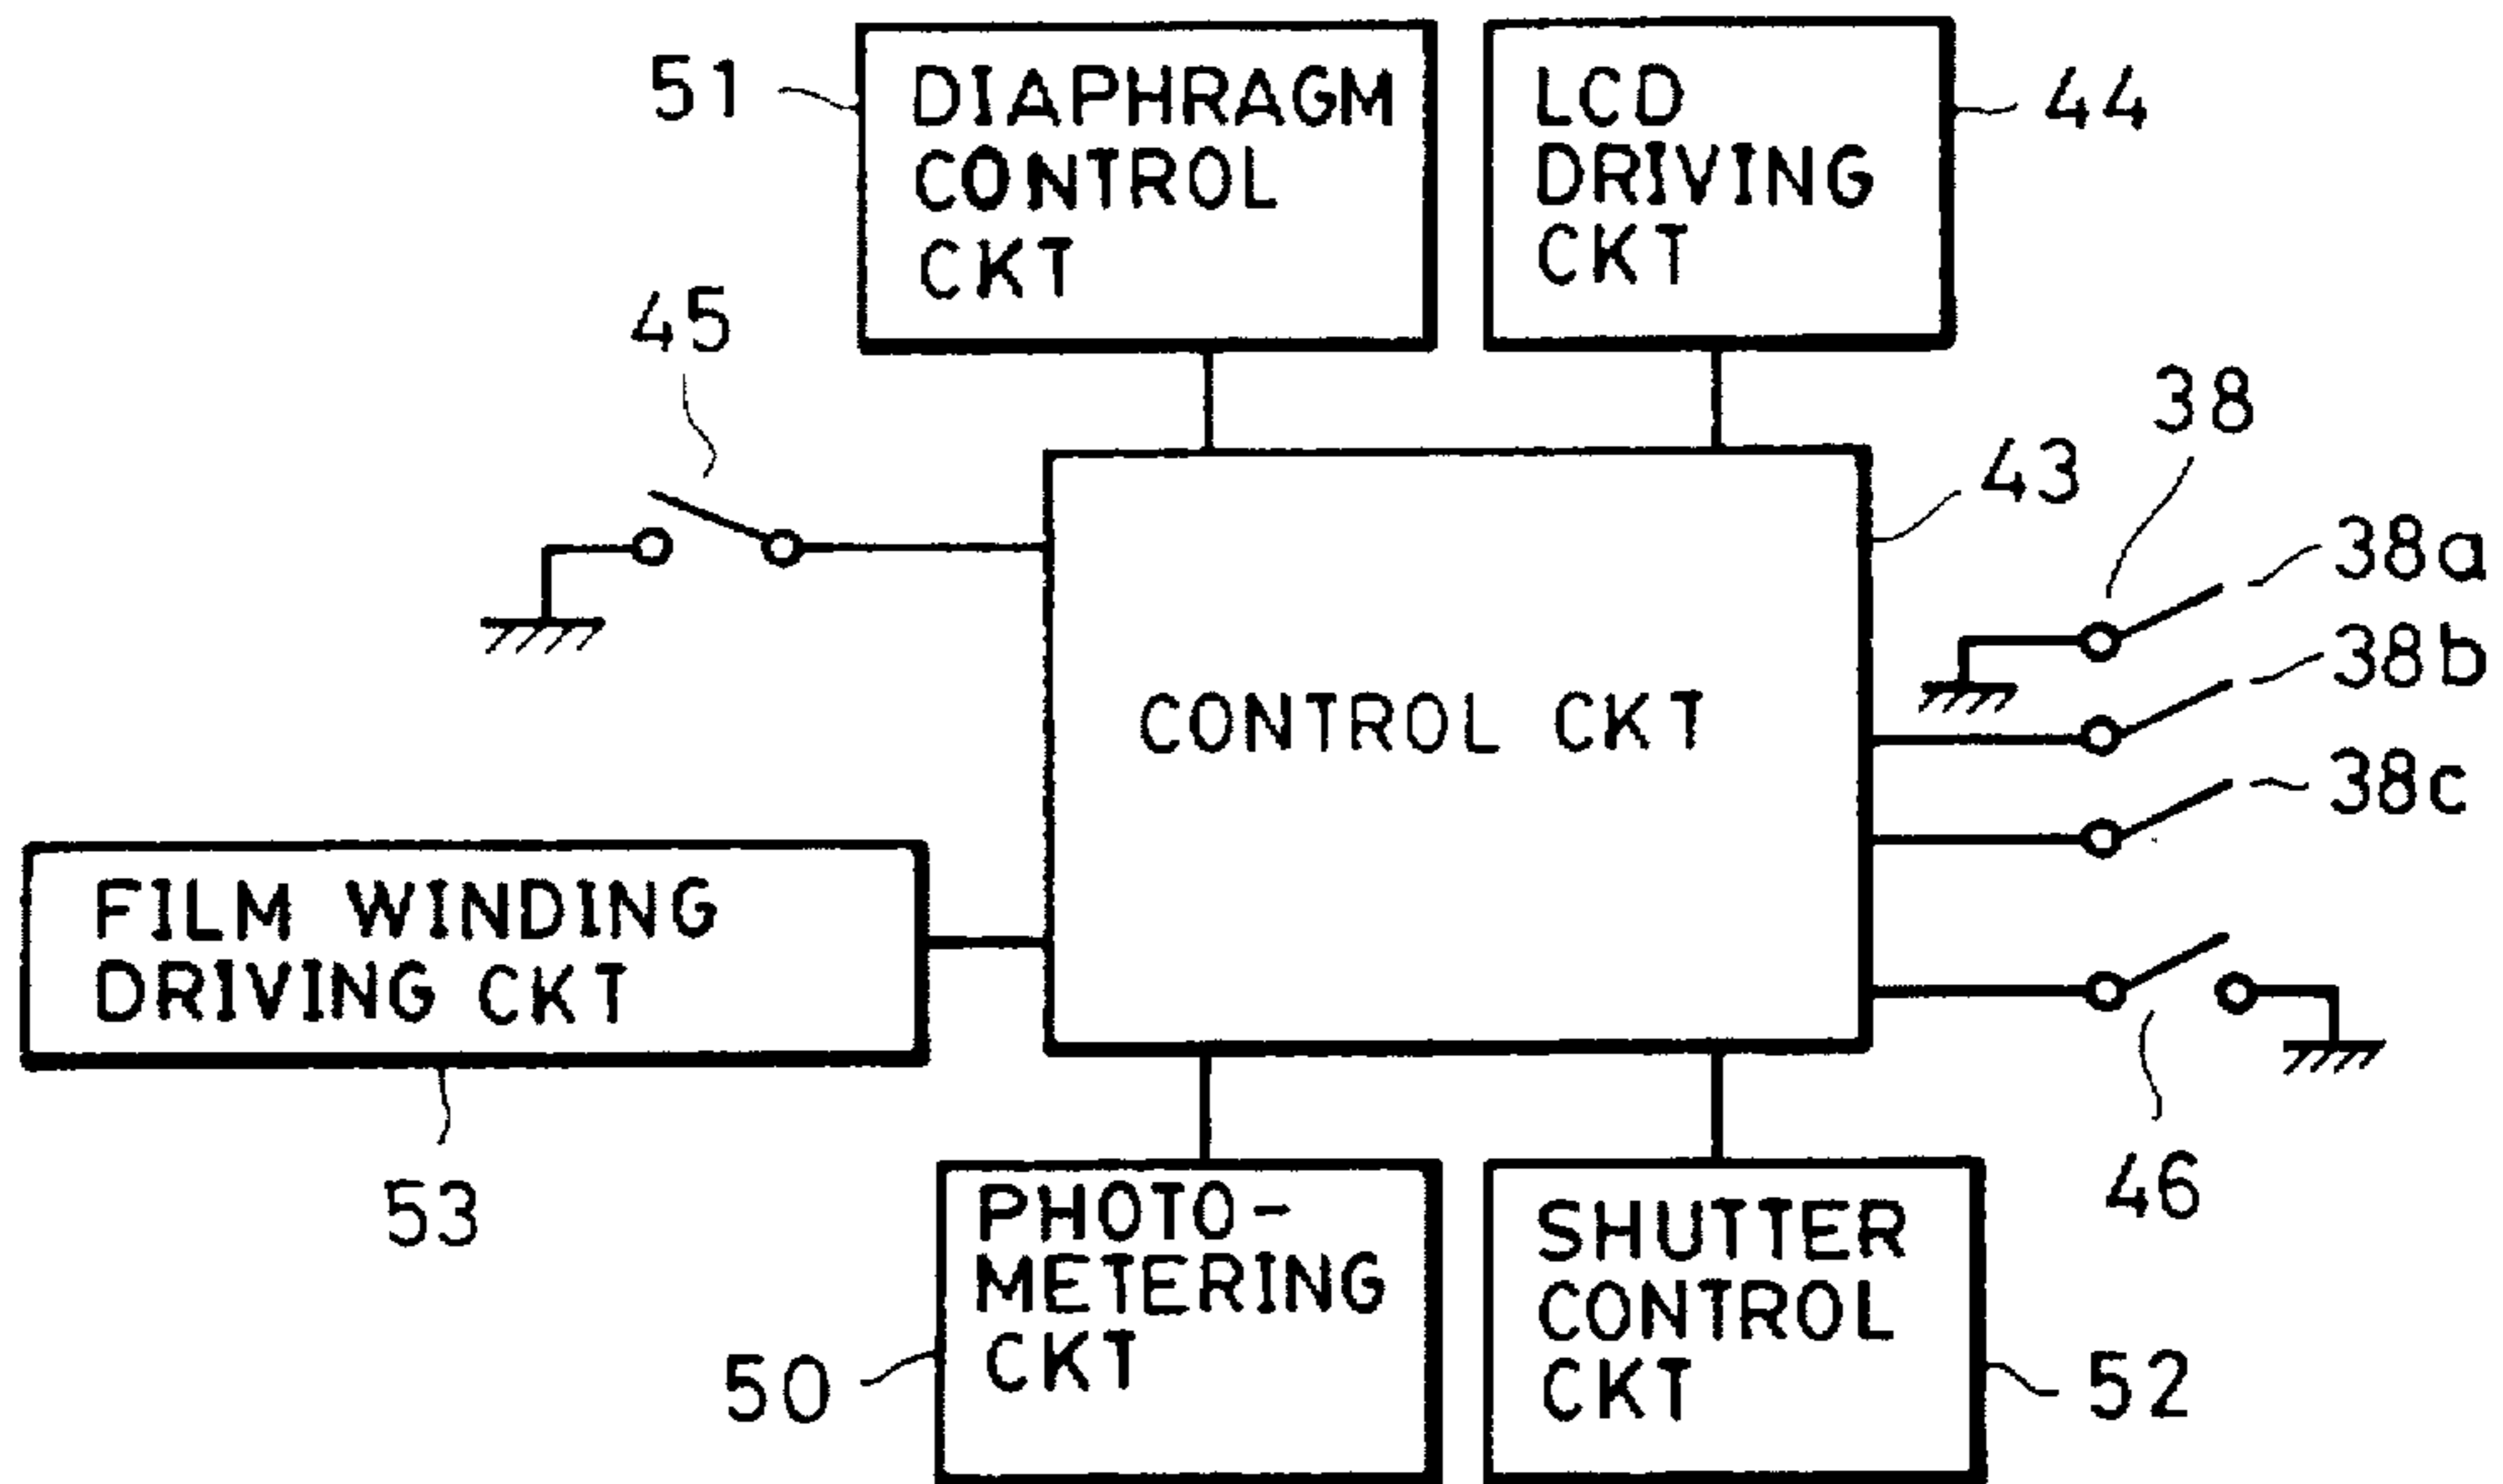 51
DIAPHRAGM
CONTROL
CKT
LCD
DRIVING
CKT
44
45
38
43
38a
38b
38c
CONTROL CKT
FILM WINDING
DRIVING CKT
53
46
PHOTO-
METERING
CKT
50
SHUTTER
CONTROL
CKT
52